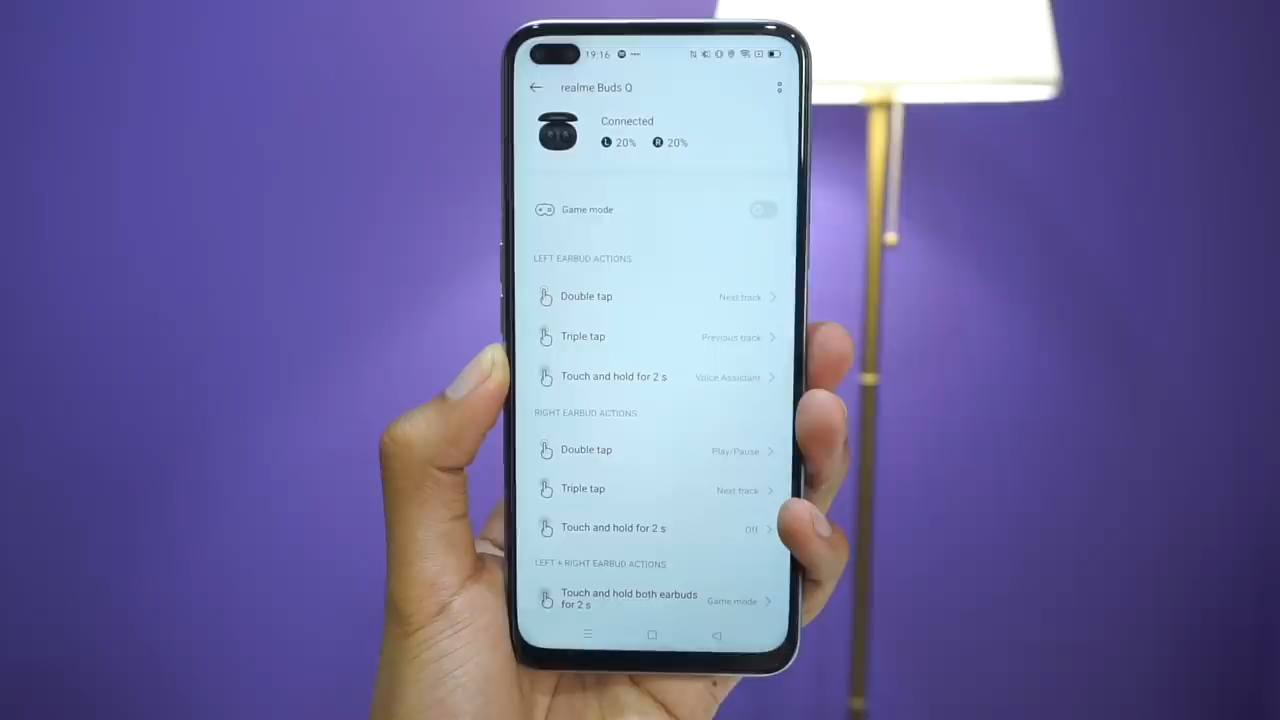 19:16
realme Buds Q
Connected
L 20% R 20%
Game mode
LEFT EARBUD ACTIONS
Double tap Next track
Triple tap Previous track
Touch and hold for 2 s Voice Assistant
RIGHT EARBUD ACTIONS
Double tap Play/Pause
Triple tap Next track
Touch and hold for 2 s Off
LEFT + RIGHT EARBUD ACTIONS
Touch and hold both earbuds
for 2 s Game mode